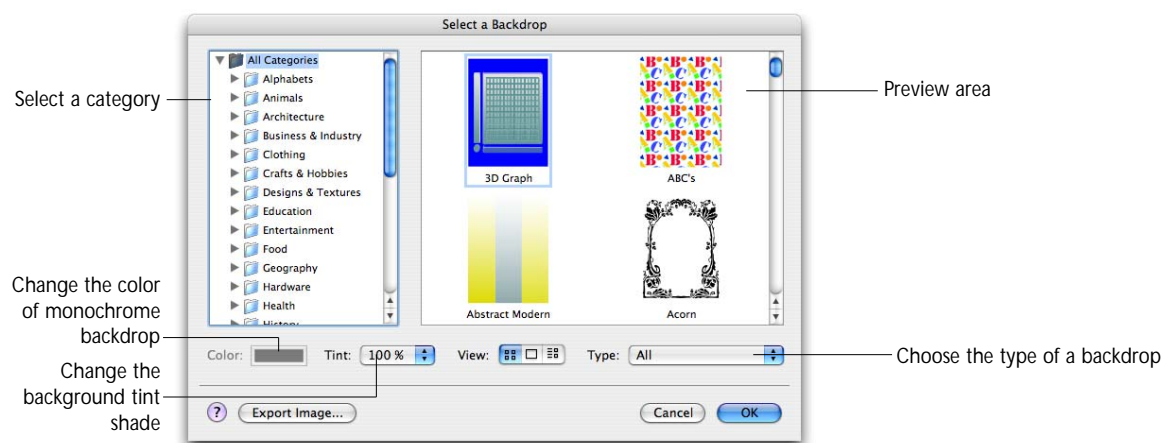 Select a Backdrop
All Categories
Alphabets
Animals
Architecture
Business & Industry
Clothing
Crafts & Hobbies
Designs & Textures
Education
Entertainment
Food
Geography
Hardware
Health
History
3D Graph
ABC's
Abstract Modern
Acorn
Color:
Tint: 100 %
View:
Type: All
? Export Image...
Cancel
OK
Select a category
Change the color
of monochrome
backdrop
Change the
background tint
shade
Preview area
Choose the type of a backdrop